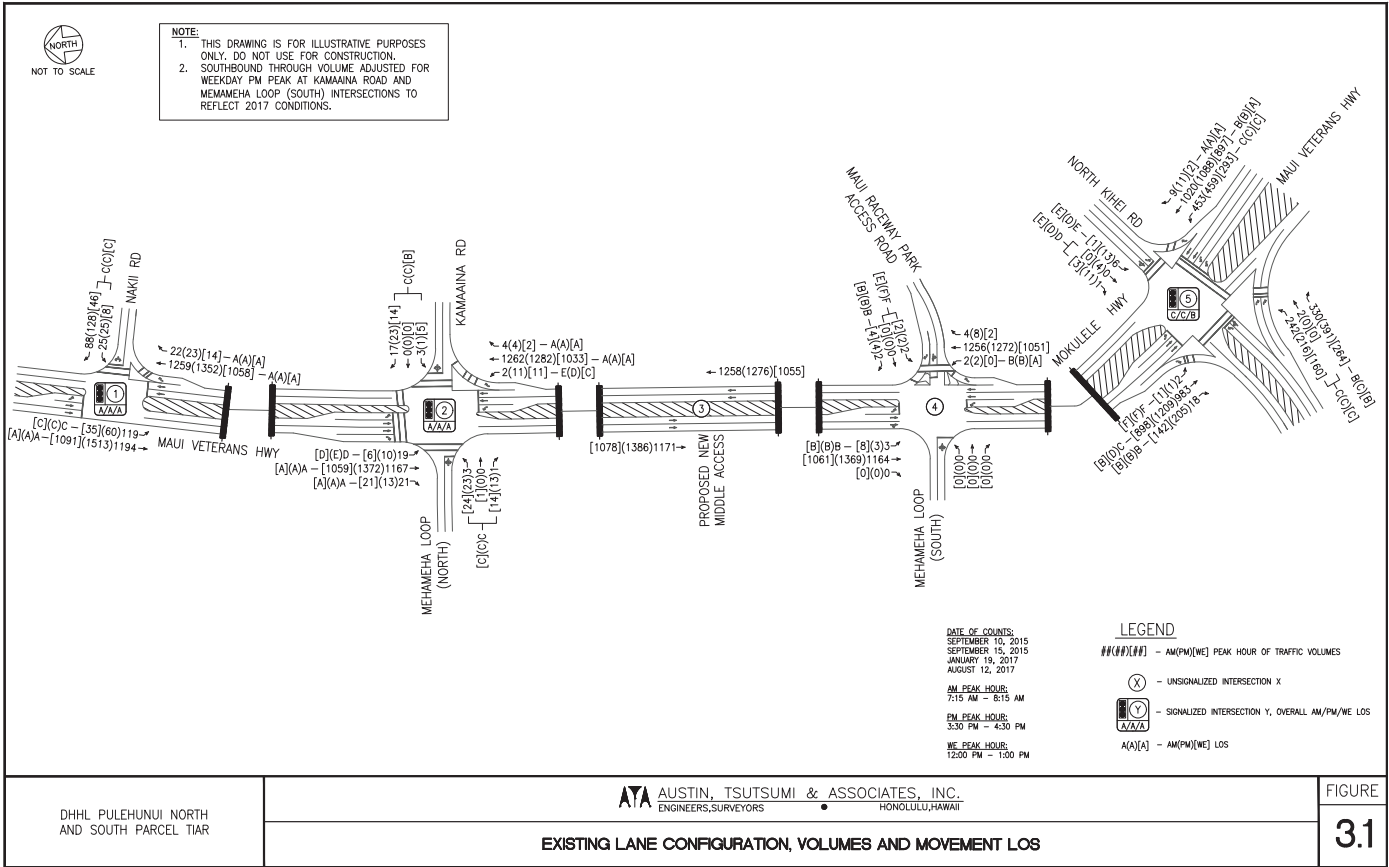 NORTH
NOT TO SCALE
NOTE:
1. THIS DRAWING IS FOR ILLUSTRATIVE PURPOSES
ONLY. DO NOT USE FOR CONSTRUCTION.
2. SOUTHBOUND THROUGH VOLUME ADJUSTED FOR
WEEKDAY PM PEAK AT KAMAAINA ROAD AND
MEMAMEHA LOOP (SOUTH) INTERSECTIONS TO
REFLECT 2017 CONDITIONS.
88(128)[46]
25(25)[8]
C(C)[C]
NAKII RD
22(23)[14] – A(A)[A]
1259(1352)[1058] – A(A)[A]
1
A/A/A
[C](C)C – [35](60)119
[A](A)A – [1091](1513)1194
MAUI VETERANS HWY
17(23)[14]
0(0)[0]
3(1)[5]
C(C)[B]
KAMAAINA RD
4(4)[2] – A(A)[A]
1262(1282)[1033] – A(A)[A]
2(11)[11] – E(D)[C]
2
A/A/A
[D](E)D – [6](10)19
[A](A)A – [1059](1372)1167
[A](A)A – [21](13)21
[24](23)3
[1](0)0
[14](13)1
[C](C)C
MEHAMEHA LOOP
(NORTH)
1258(1276)[1055]
3
[1078](1386)1171
PROPOSED NEW
MIDDLE ACCESS
MAUI RACEWAY PARK
ACCESS ROAD
[E](F)F
[2](2)2
[0](0)0
[B](B)B – [4](4)2
4(8)[2]
1256(1272)[1051]
2(2)[0] – B(B)[A]
4
[B](B)B – [8](3)3
[1061](1369)1164
[0](0)0
[0](0)0
[0](0)0
[0](0)0
MEHAMEHA LOOP
(SOUTH)
NORTH KIHEI RD
[E](D)E – [1](13)6
[E](D)D
[0](4)0
[3](11)1
9(11)[2] – A(A)[A]
1020(1088)[897] – B(B)[A]
453(459)[293] – C(C)[C]
MAUI VETERANS HWY
MOKULELE HWY
5
C/C/B
330(391)[264] – B(C)[B]
2(0)[0]
242(216)[160]
C(C)[C]
[F](F)F – [1](1)2
[B](D)C – [898](1209)983
[B](B)B – [142](205)18
DATE OF COUNTS:
SEPTEMBER 10, 2015
SEPTEMBER 15, 2015
JANUARY 19, 2017
AUGUST 12, 2017
AM PEAK HOUR:
7:15 AM – 8:15 AM
PM PEAK HOUR:
3:30 PM – 4:30 PM
WE PEAK HOUR:
12:00 PM – 1:00 PM
LEGEND
##(##)[##] – AM(PM)[WE] PEAK HOUR OF TRAFFIC VOLUMES
X – UNSIGNALIZED INTERSECTION X
Y – SIGNALIZED INTERSECTION Y, OVERALL AM/PM/WE LOS
A/A/A
A(A)[A] – AM(PM)[WE] LOS
DHHL PULEHUNUI NORTH
AND SOUTH PARCEL TIAR
ATA AUSTIN, TSUTSUMI & ASSOCIATES, INC.
ENGINEERS,SURVEYORS • HONOLULU,HAWAII
EXISTING LANE CONFIGURATION, VOLUMES AND MOVEMENT LOS
FIGURE
3.1